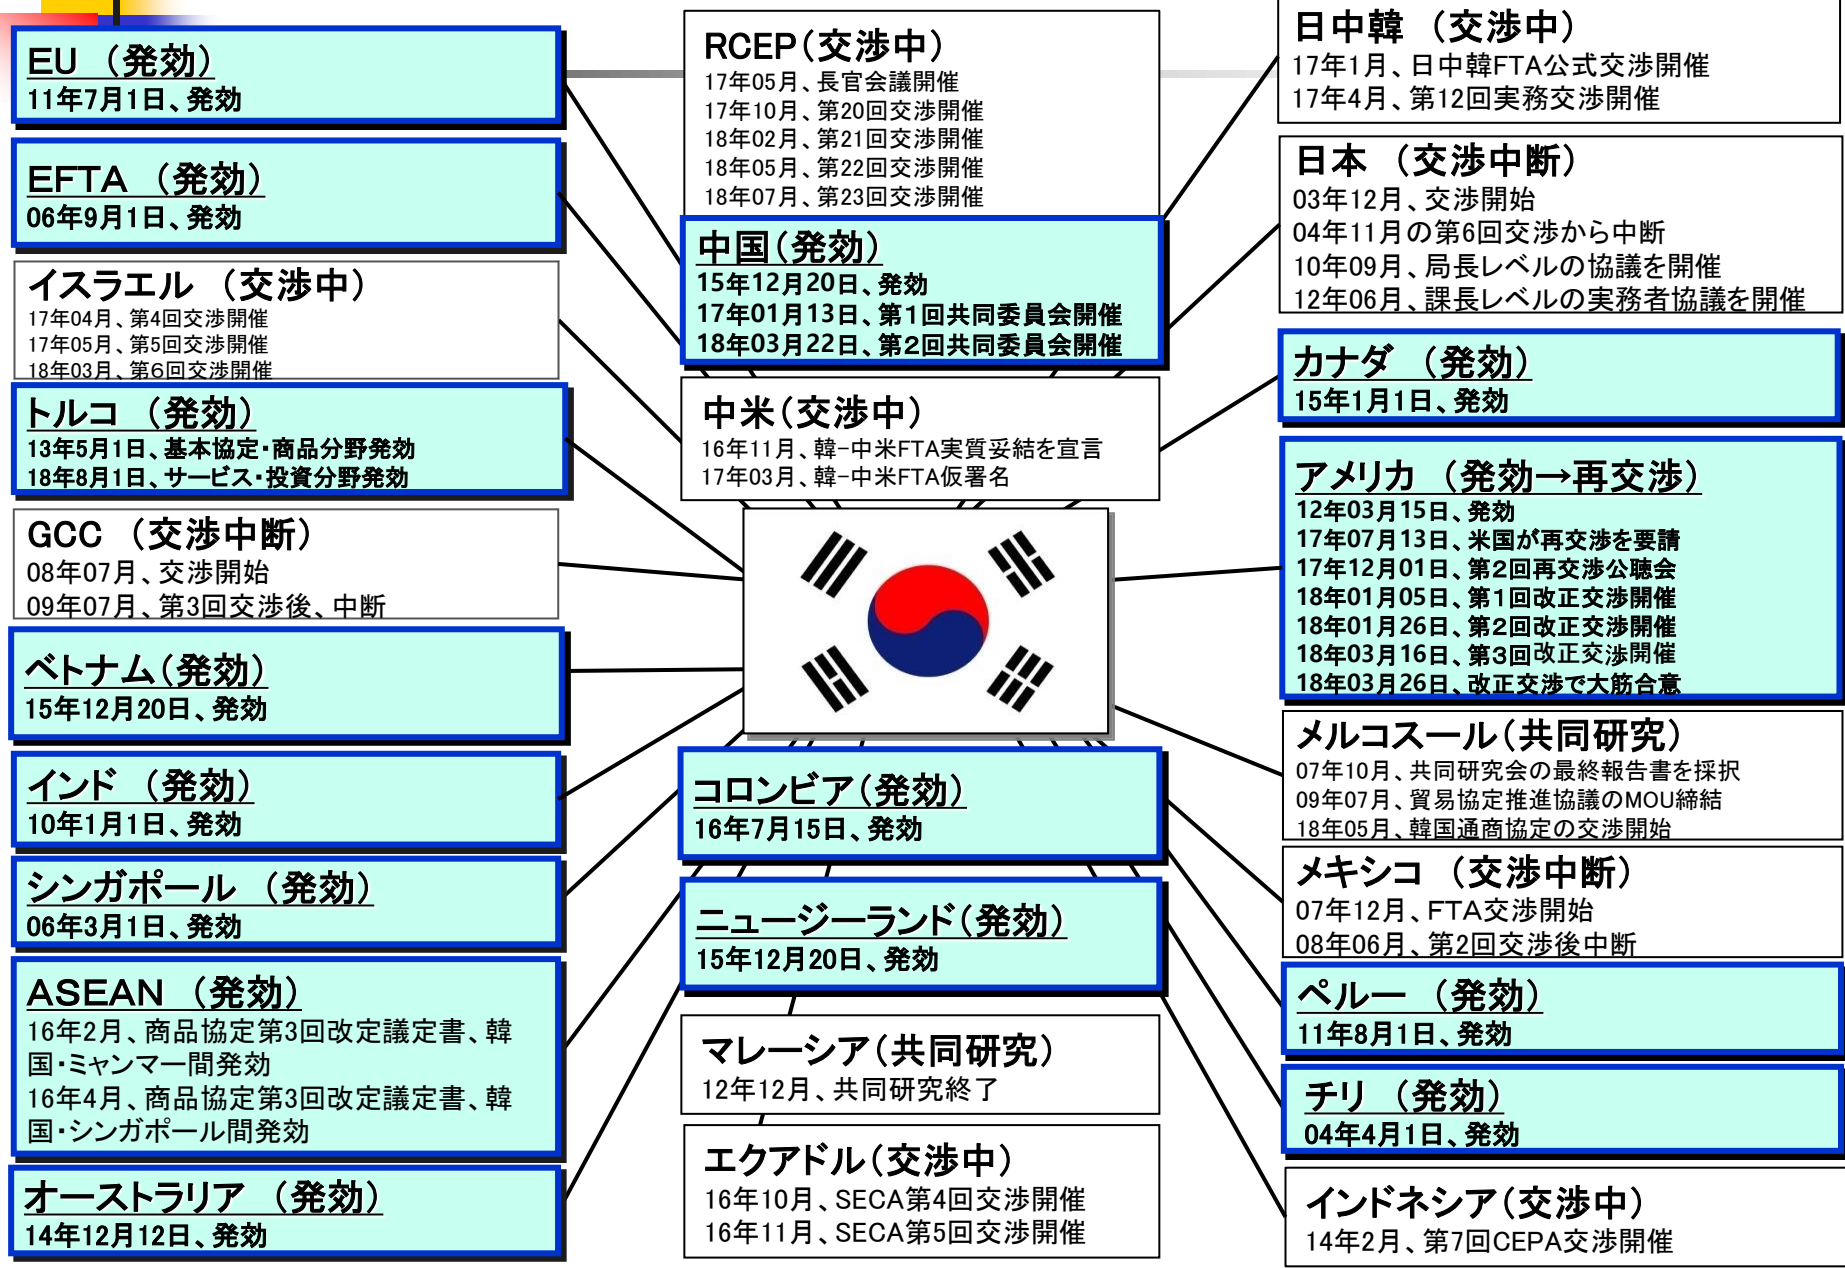 EU （発効）
11年7月1日、発効
EFTA （発効）
06年9月1日、発効
イスラエル （交渉中）
17年04月、第4回交渉開催
17年05月、第5回交渉開催
18年03月、第6回交渉開催
トルコ （発効）
13年5月1日、基本協定・商品分野発効
18年8月1日、サービス・投資分野発効
GCC （交渉中断）
08年07月、交渉開始
09年07月、第3回交渉後、中断
ベトナム（発効）
15年12月20日、発効
インド （発効）
10年1月1日、発効
シンガポール （発効）
06年3月1日、発効
ASEAN （発効）
16年2月、商品協定第3回改定議定書、韓
国・ミャンマー間発効
16年4月、商品協定第3回改定議定書、韓
国・シンガポール間発効
オーストラリア （発効）
14年12月12日、発効
RCEP（交渉中）
17年05月、長官会議開催
17年10月、第20回交渉開催
18年02月、第21回交渉開催
18年05月、第22回交渉開催
18年07月、第23回交渉開催
中国（発効）
15年12月20日、発効
17年01月13日、第1回共同委員会開催
18年03月22日、第2回共同委員会開催
中米（交渉中）
16年11月、韓-中米FTA実質妥結を宣言
17年03月、韓-中米FTA仮署名
コロンビア（発効）
16年7月15日、発効
ニュージーランド（発効）
15年12月20日、発効
マレーシア（共同研究）
12年12月、共同研究終了
エクアドル（交渉中）
16年10月、SECA第4回交渉開催
16年11月、SECA第5回交渉開催
日中韓 （交渉中）
17年1月、日中韓FTA公式交渉開催
17年4月、第12回実務交渉開催
日本 （交渉中断）
03年12月、交渉開始
04年11月の第6回交渉から中断
10年09月、局長レベルの協議を開催
12年06月、課長レベルの実務者協議を開催
カナダ （発効）
15年1月1日、発効
アメリカ （発効→再交渉）
12年03月15日、発効
17年07月13日、米国が再交渉を要請
17年12月01日、第2回再交渉公聴会
18年01月05日、第1回改正交渉開催
18年01月26日、第2回改正交渉開催
18年03月16日、第3回改正交渉開催
18年03月26日、改正交渉で大筋合意
メルコスール（共同研究）
07年10月、共同研究会の最終報告書を採択
09年07月、貿易協定推進協議のMOU締結
18年05月、韓国通商協定の交渉開始
メキシコ （交渉中断）
07年12月、FTA交渉開始
08年06月、第2回交渉後中断
ペルー （発効）
11年8月1日、発効
チリ （発効）
04年4月1日、発効
インドネシア（交渉中）
14年2月、第7回CEPA交渉開催